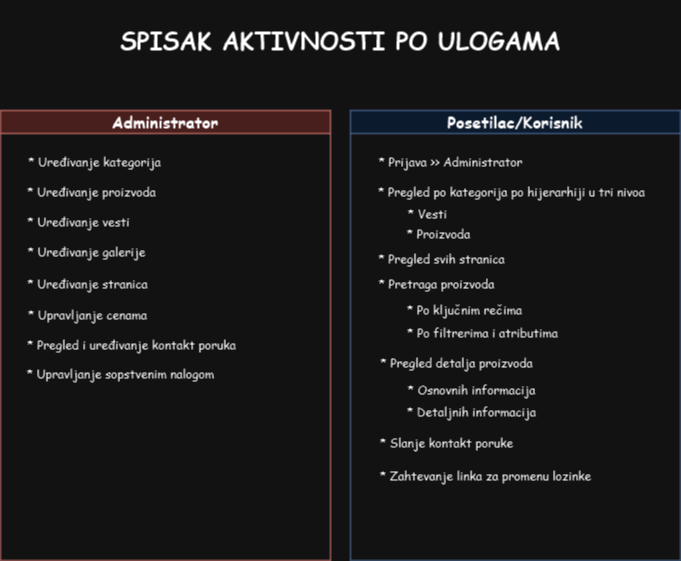 SPISAK AKTIVNOSTI PO ULOGAMA
Administrator
* Uređivanje kategorija
* Uređivanje proizvoda
* Uređivanje vesti
* Uređivanje galerije
* Uređivanje stranica
* Upravljanje cenama
* Pregled i uređivanje kontakt poruka
* Upravljanje sopstvenim nalogom
Posetilac/Korisnik
* Prijava >> Administrator
* Pregled po kategorija po hijerarhiji u tri nivoa
* Vesti
* Proizvoda
* Pregled svih stranica
* Pretraga proizvoda
* Po ključnim rečima
* Po filtrerima i atributima
* Pregled detalja proizvoda
* Osnovnih informacija
* Detaljnih informacija
* Slanje kontakt poruke
* Zahtevanje linka za promenu lozinke